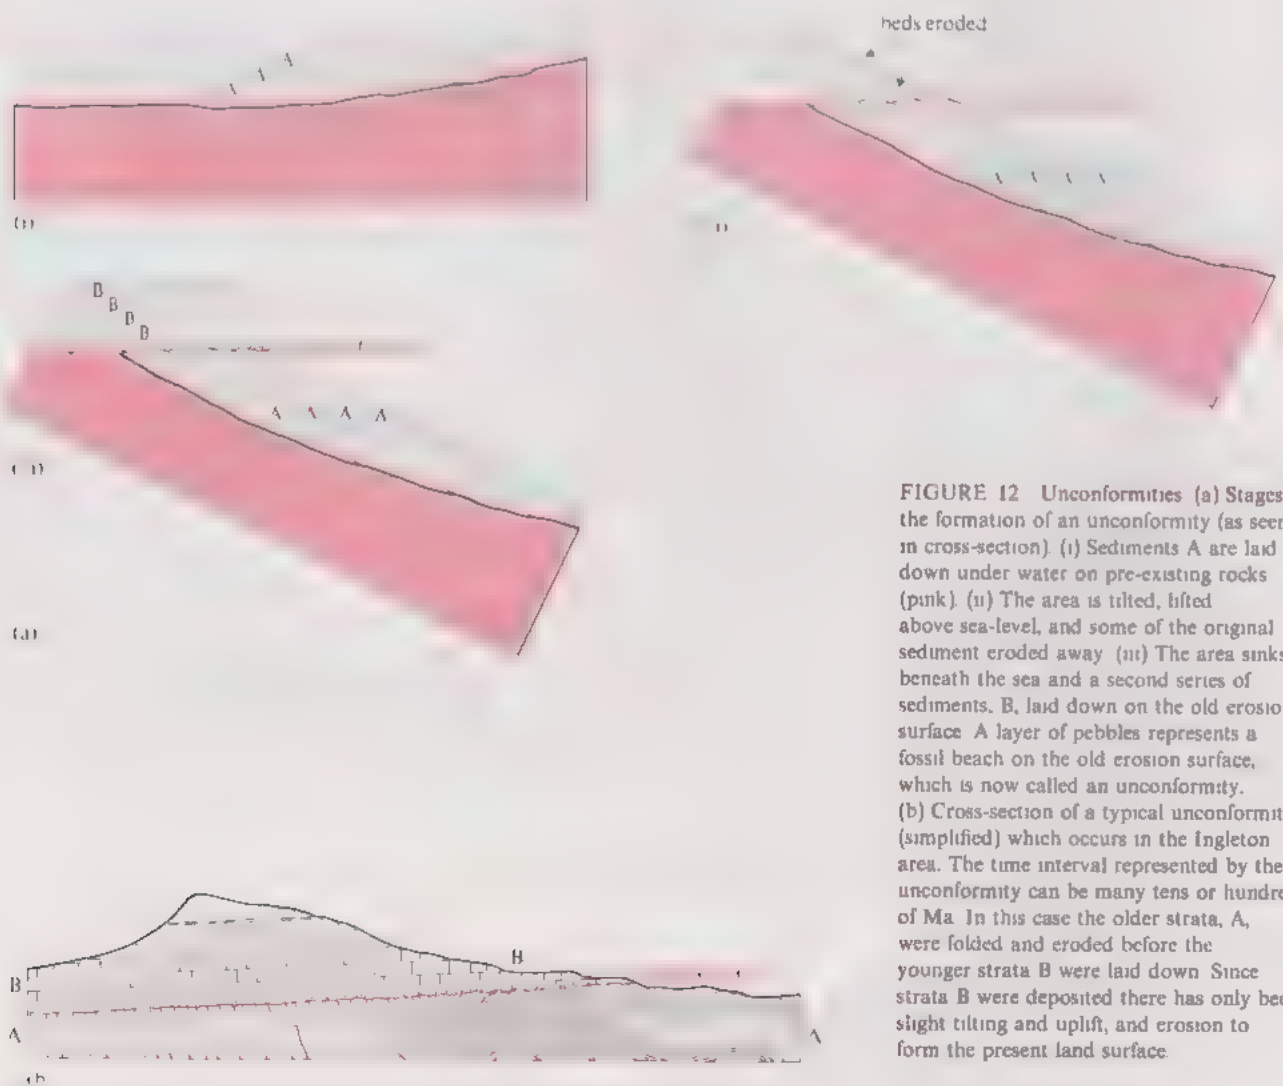 beds eroded
A
B
B
B
B
A A A A
(a)
FIGURE 12 Unconformities (a) Stages
the formation of an unconformity (as seen
in cross-section). (i) Sediments A are laid
down under water on pre-existing rocks
(pink). (ii) The area is tilted, lifted
above sea-level, and some of the original
sediment eroded away (iii) The area sinks
beneath the sea and a second series of
sediments, B, laid down on the old erosio
surface A layer of pebbles represents a
fossil beach on the old erosion surface,
which is now called an unconformity.
(b) Cross-section of a typical unconformit
(simplified) which occurs in the Ingleton
area. The time interval represented by the
unconformity can be many tens or hundre
of Ma In this case the older strata, A,
were folded and eroded before the
younger strata B were laid down Since
strata B were deposited there has only bee
slight tilting and uplift, and erosion to
form the present land surface
B
B
A
A